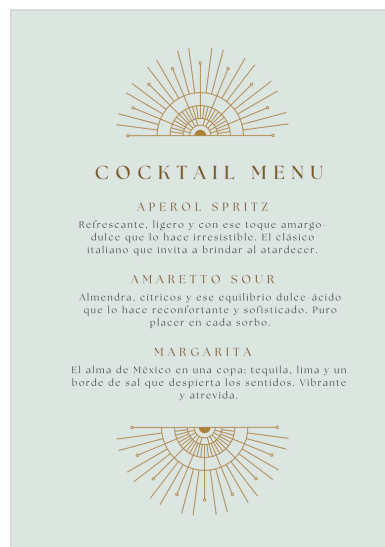 COCKTAIL MENU
APEROL SPRITZ
Refrescante, ligero y con ese toque amargo-
dulce que lo hace irresistible. El clásico
italiano que invita a brindar al atardecer.
AMARETTO SOUR
Almendra, cítricos y ese equilibrio dulce-ácido
que lo hace reconfortante y sofisticado. Puro
placer en cada sorbo.
MARGARITA
El alma de México en una copa: tequila, lima y un
borde de sal que despierta los sentidos. Vibrante
y atrevida.